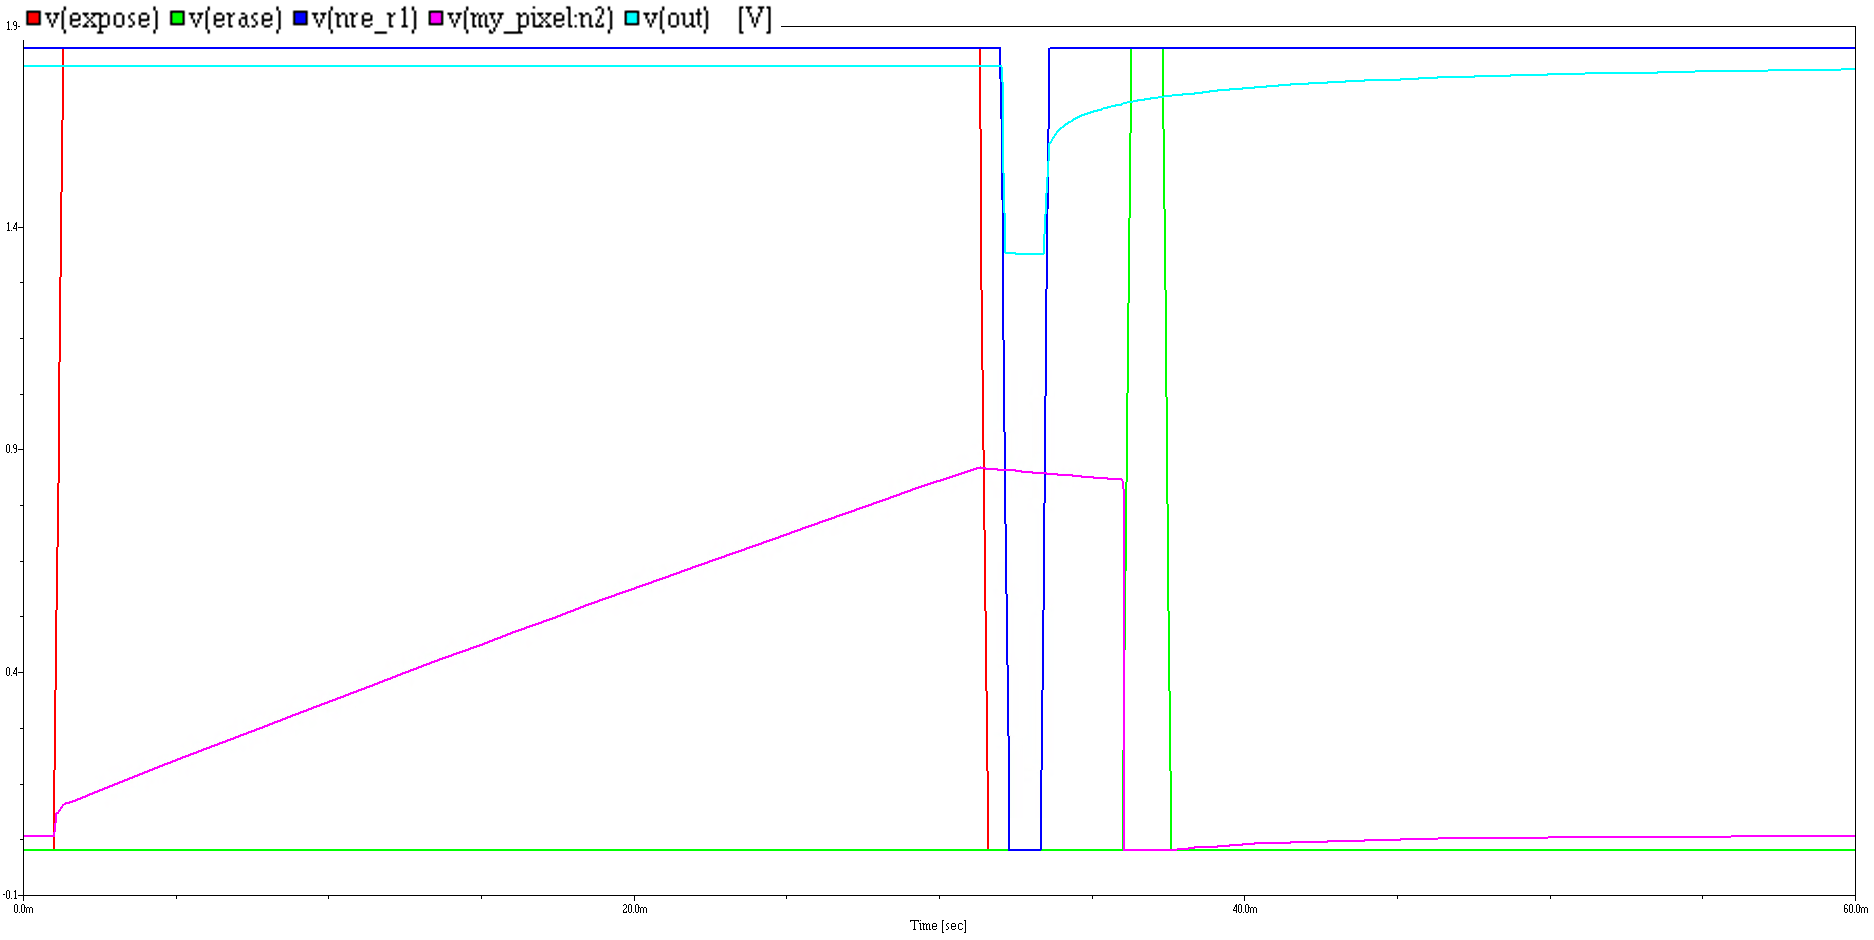 v(expose) v(erase) v(nre_r1) v(my_pixel:n2) v(out) [V]
1.9
1.4
0.9
0.4
-0.1
0.0m 20.0m 40.0m 60.0m
Time [sec]